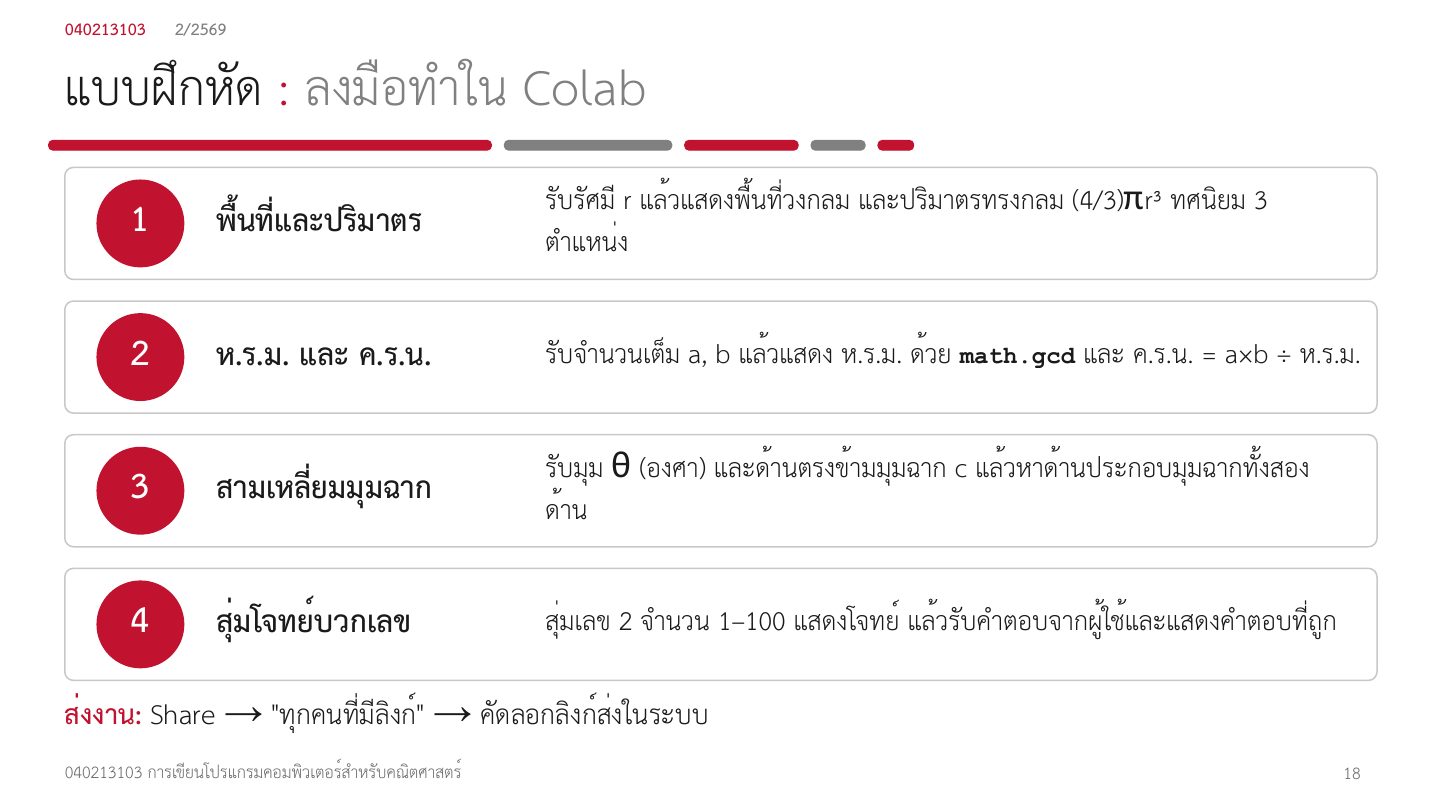 040213103 2/2569
แบบฝึกหัด : ลงมือทำใน Colab
1
พื้นที่และปริมาตร
รับรัศมี r แล้วแสดงพื้นที่วงกลม และปริมาตรทรงกลม (4/3)πr³ ทศนิยม 3
ตำแหน่ง
2
ห.ร.ม. และ ค.ร.น.
รับจำนวนเต็ม a, b แล้วแสดง ห.ร.ม. ด้วย math.gcd และ ค.ร.น. = a×b ÷ ห.ร.ม.
3
สามเหลี่ยมมุมฉาก
รับมุม θ (องศา) และด้านตรงข้ามมุมฉาก c แล้วหาด้านประกอบมุมฉากทั้งสอง
ด้าน
4
สุ่มโจทย์บวกเลข
สุ่มเลข 2 จำนวน 1–100 แสดงโจทย์ แล้วรับคำตอบจากผู้ใช้และแสดงคำตอบที่ถูก
ส่งงาน: Share → "ทุกคนที่มีลิงก์" → คัดลอกลิงก์ส่งในระบบ
040213103 การเขียนโปรแกรมคอมพิวเตอร์สำหรับคณิตศาสตร์
18